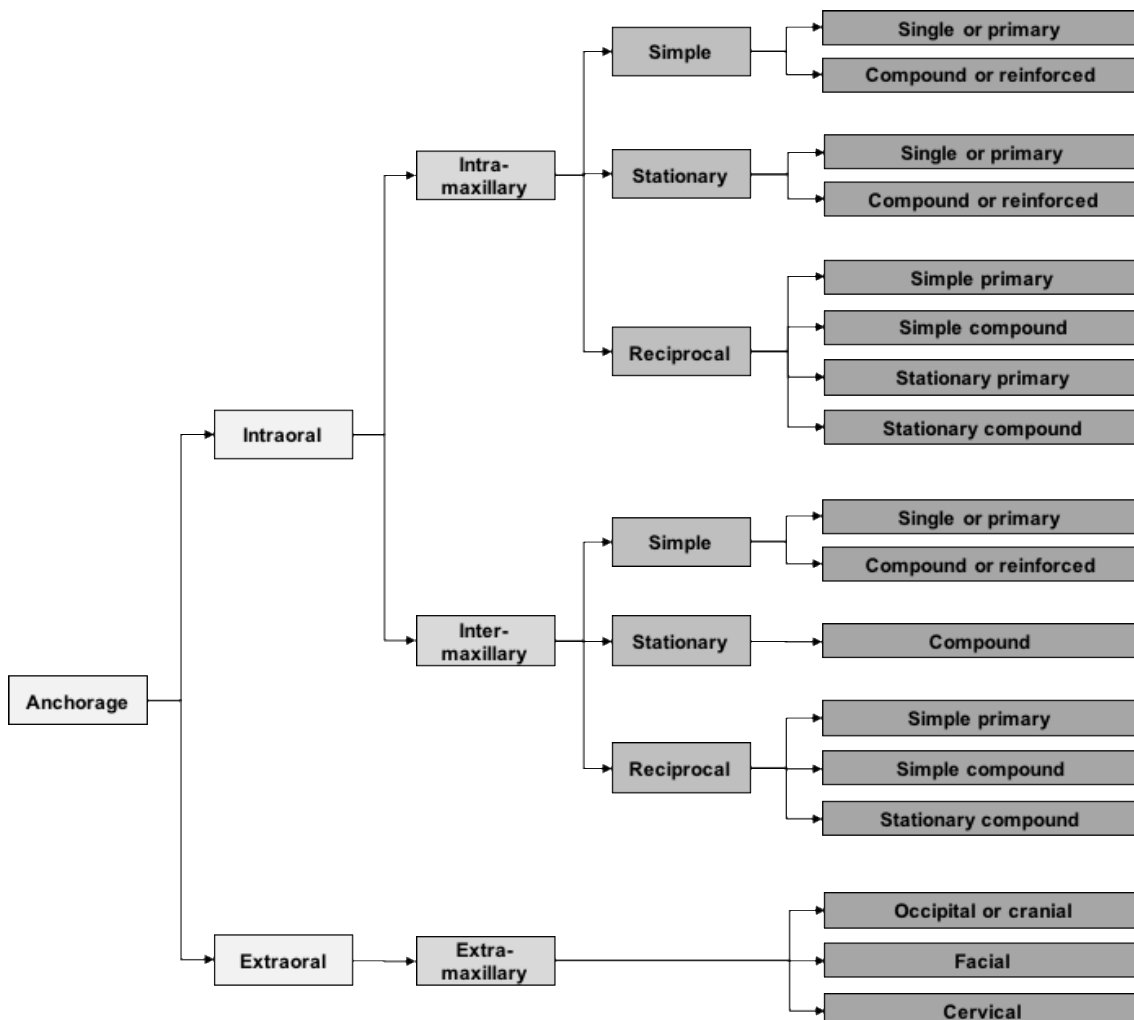 Single or primary
Simple
Compound or reinforced
Single or primary
Intra-
maxillary
Stationary
Compound or reinforced
Simple primary
Simple compound
Reciprocal
Stationary primary
Intraoral
Stationary compound
Single or primary
Simple
Compound or reinforced
Inter-
maxillary
Stationary
Compound
Anchorage
Simple primary
Reciprocal
Simple compound
Stationary compound
Occipital or cranial
Extraoral
Extra-
maxillary
Facial
Cervical